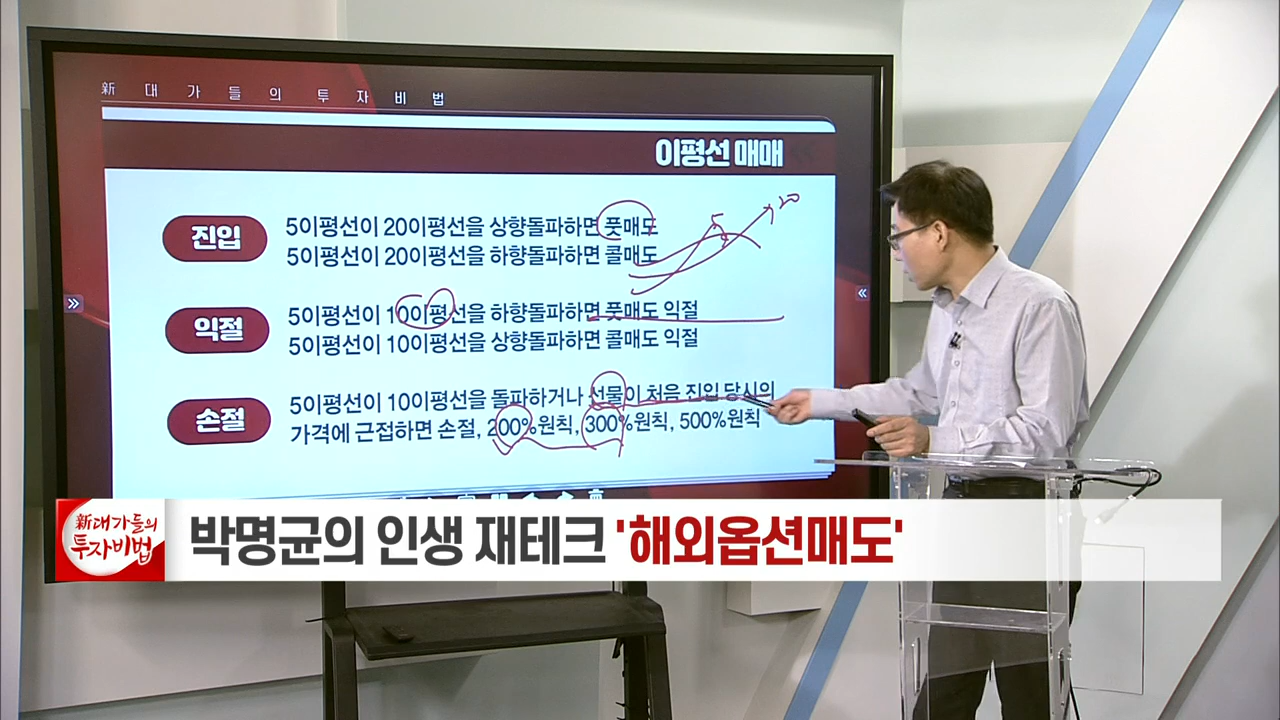 新 대 가 들 의 투 자 비 법
이평선 매매
진입
5이평선이 20이평선을 상향돌파하면 풋매도
5이평선이 20이평선을 하향돌파하면 콜매도
5
20
익절
5이평선이 10이평선을 하향돌파하면 풋매도 익절
5이평선이 10이평선을 상향돌파하면 콜매도 익절
손절
5이평선이 10이평선을 돌파하거나 선물이 처음 진입 당시의
가격에 근접하면 손절, 200%원칙, 300%원칙, 500%원칙
新대가들의
투자비법
박명균의 인생 재테크 '해외옵션매도'